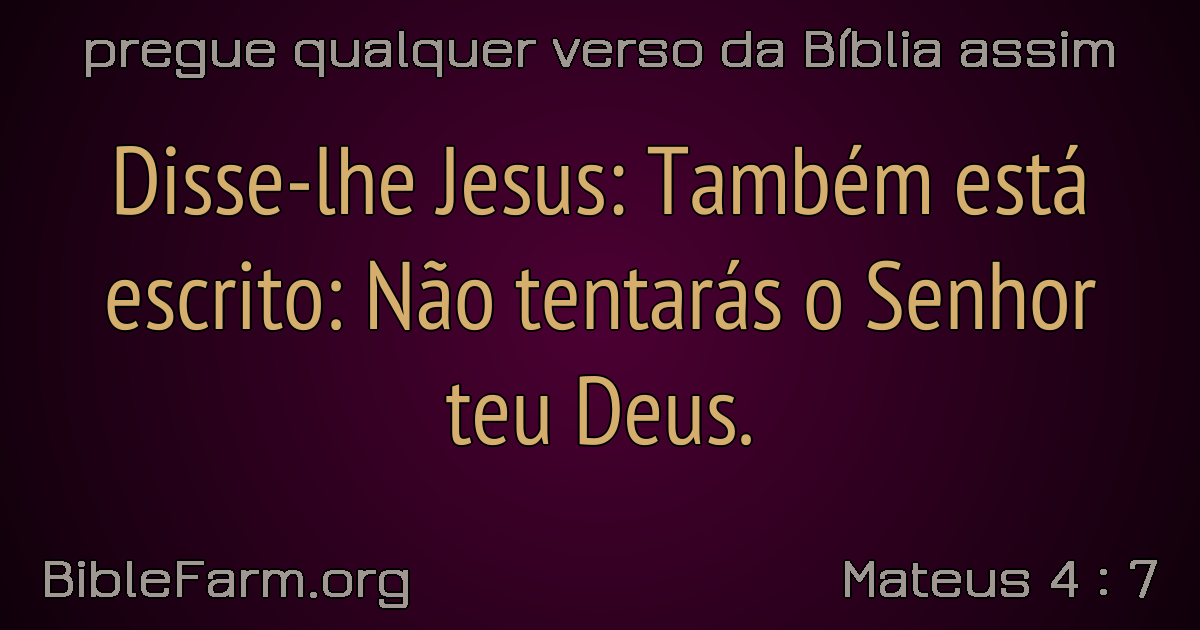 pregue qualquer verso da Bíblia assim
Disse-lhe Jesus: Também está
escrito: Não tentarás o Senhor
teu Deus.
BibleFarm.org
Mateus 4 : 7